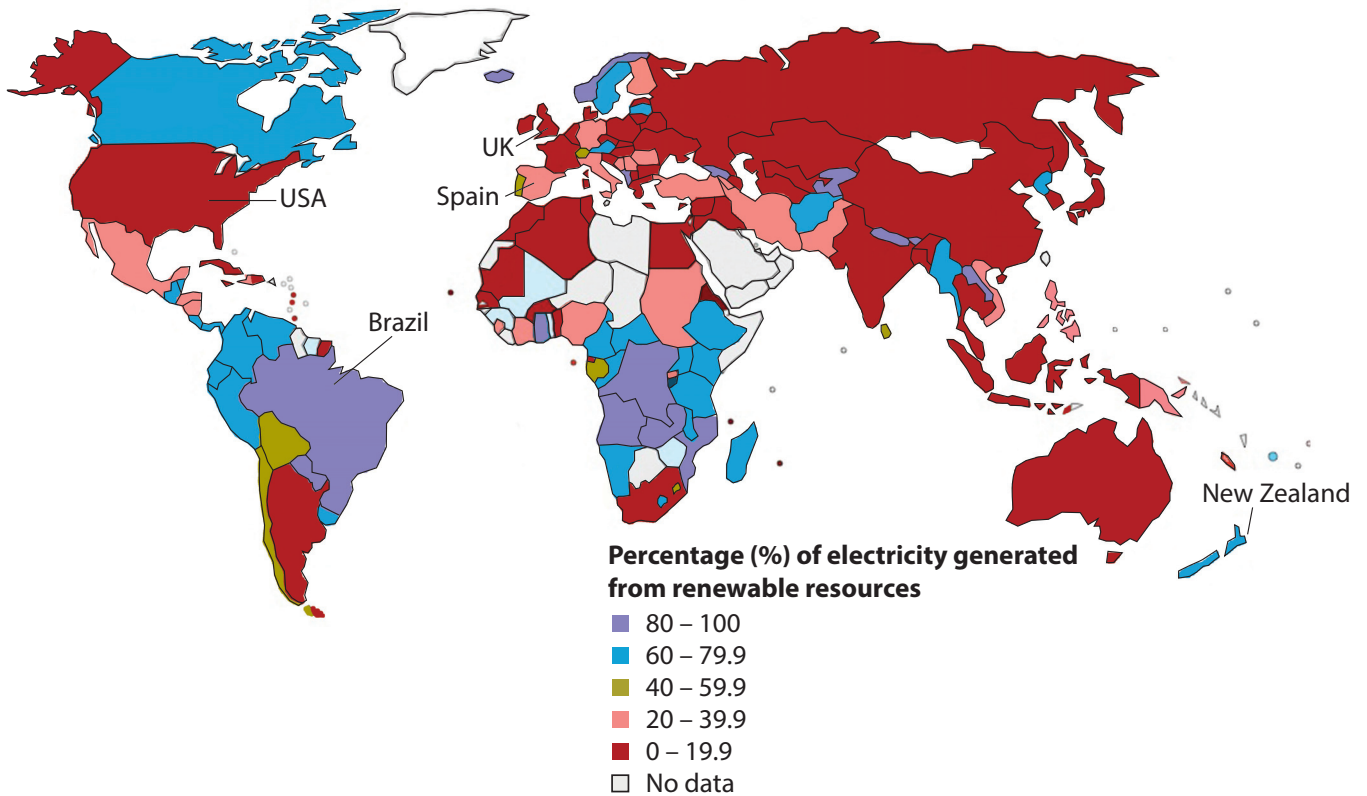 UK
Spain
USA
Brazil
New Zealand
Percentage (%) of electricity generated
from renewable resources
80 – 100
60 – 79.9
40 – 59.9
20 – 39.9
0 – 19.9
No data